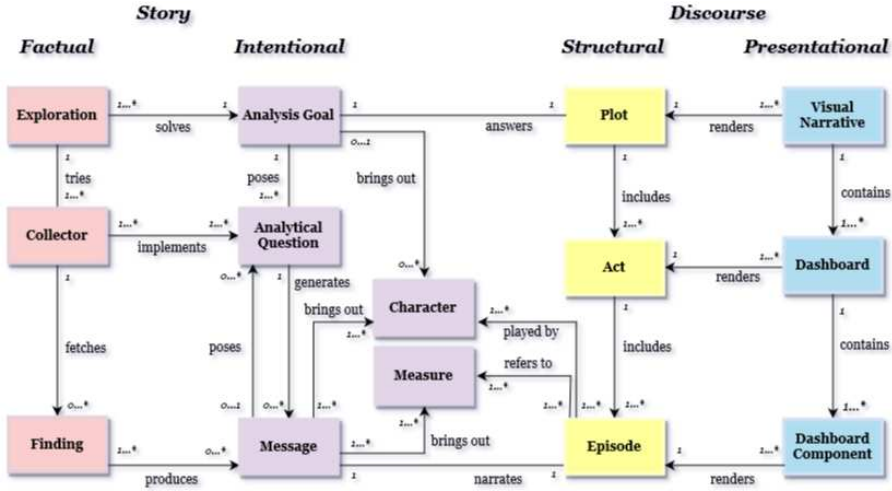 Story
Discourse
Factual
Intentional
Structural
Presentational
Exploration
1...*
solves
1
Analysis Goal
1
answers
1
Plot
1
renders
1...*
Visual
Narrative
1
tries
1...*
1
poses
1...*
0...1
brings out
0...*
1
includes
1...*
1
contains
1...*
Collector
1...*
implements
1...*
Analytical
Question
Act
1
renders
1...*
Dashboard
1
fetches
0...*
0...*
poses
0...1
1
generates
0...*
Character
brings out
1...*
1...*
1...*
played by
1...*
Measure
refers to
1...*
1...*
1
includes
1...*
1
contains
1...*
Finding
1...*
produces
0...*
Message
1...*
brings out
1...*
1
narrates
1
Episode
1
renders
1...*
Dashboard
Component